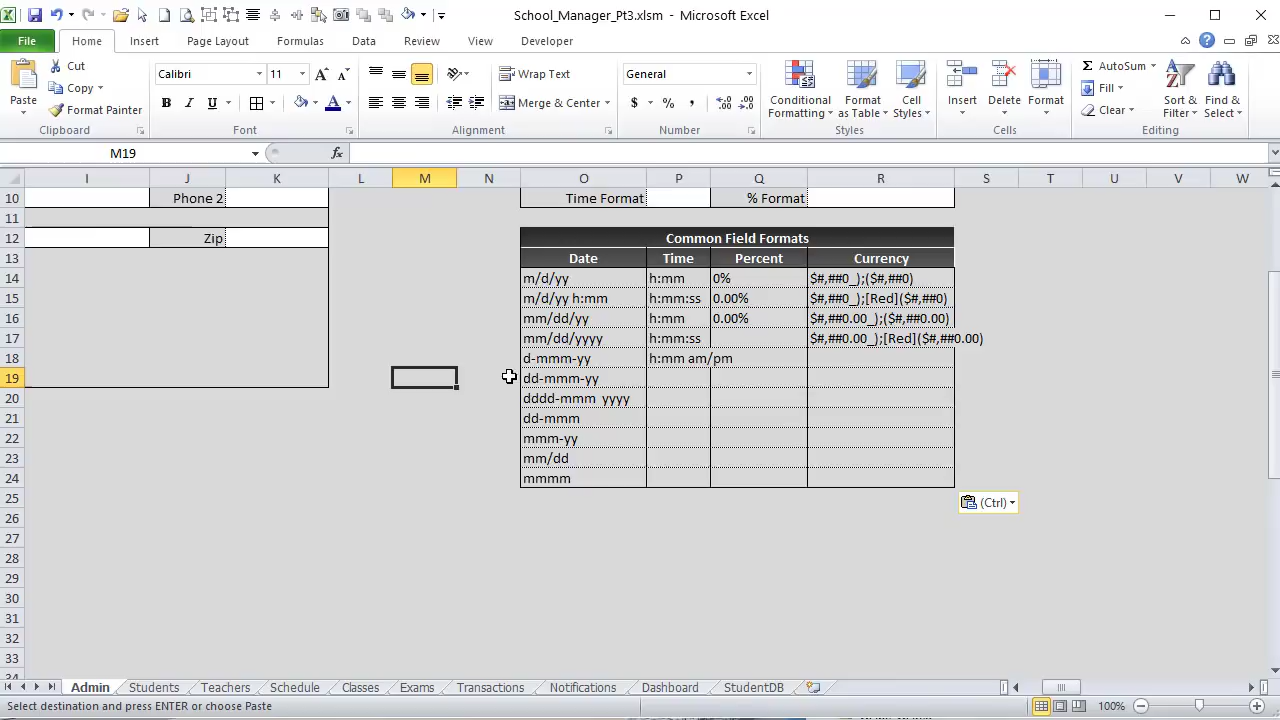 School_Manager_Pt3.xlsm - Microsoft Excel
File Home Insert Page Layout Formulas Data Review View Developer
Paste
Cut
Copy
Format Painter
Clipboard
Calibri 11
B I U
Font
Wrap Text
Merge & Center
Alignment
General
$ % ,
Number
Conditional Formatting
Format as Table
Cell Styles
Styles
Insert Delete Format
Cells
AutoSum
Fill
Clear
Sort & Filter
Find & Select
Editing
M19 fx
I J K L M N O P Q R S T U V W
10 Phone 2 Time Format % Format
11
12 Zip Common Field Formats
13 Date Time Percent Currency
14 m/d/yy h:mm 0% $#,##0_);($#,##0)
15 m/d/yy h:mm h:mm:ss 0.00% $#,##0_);[Red]($#,##0)
16 mm/dd/yy h:mm 0.00% $#,##0.00_);($#,##0.00)
17 mm/dd/yyyy h:mm:ss $#,##0.00_);[Red]($#,##0.00)
18 d-mmm-yy h:mm am/pm
19 dd-mmm-yy
20 dddd-mmm yyyy
21 dd-mmm
22 mmm-yy
23 mm/dd
24 mmmm
25 (Ctrl)
26
27
28
29
30
31
32
33
34
Admin Students Teachers Schedule Classes Exams Transactions Notifications Dashboard StudentDB
Select destination and press ENTER or choose Paste 100%